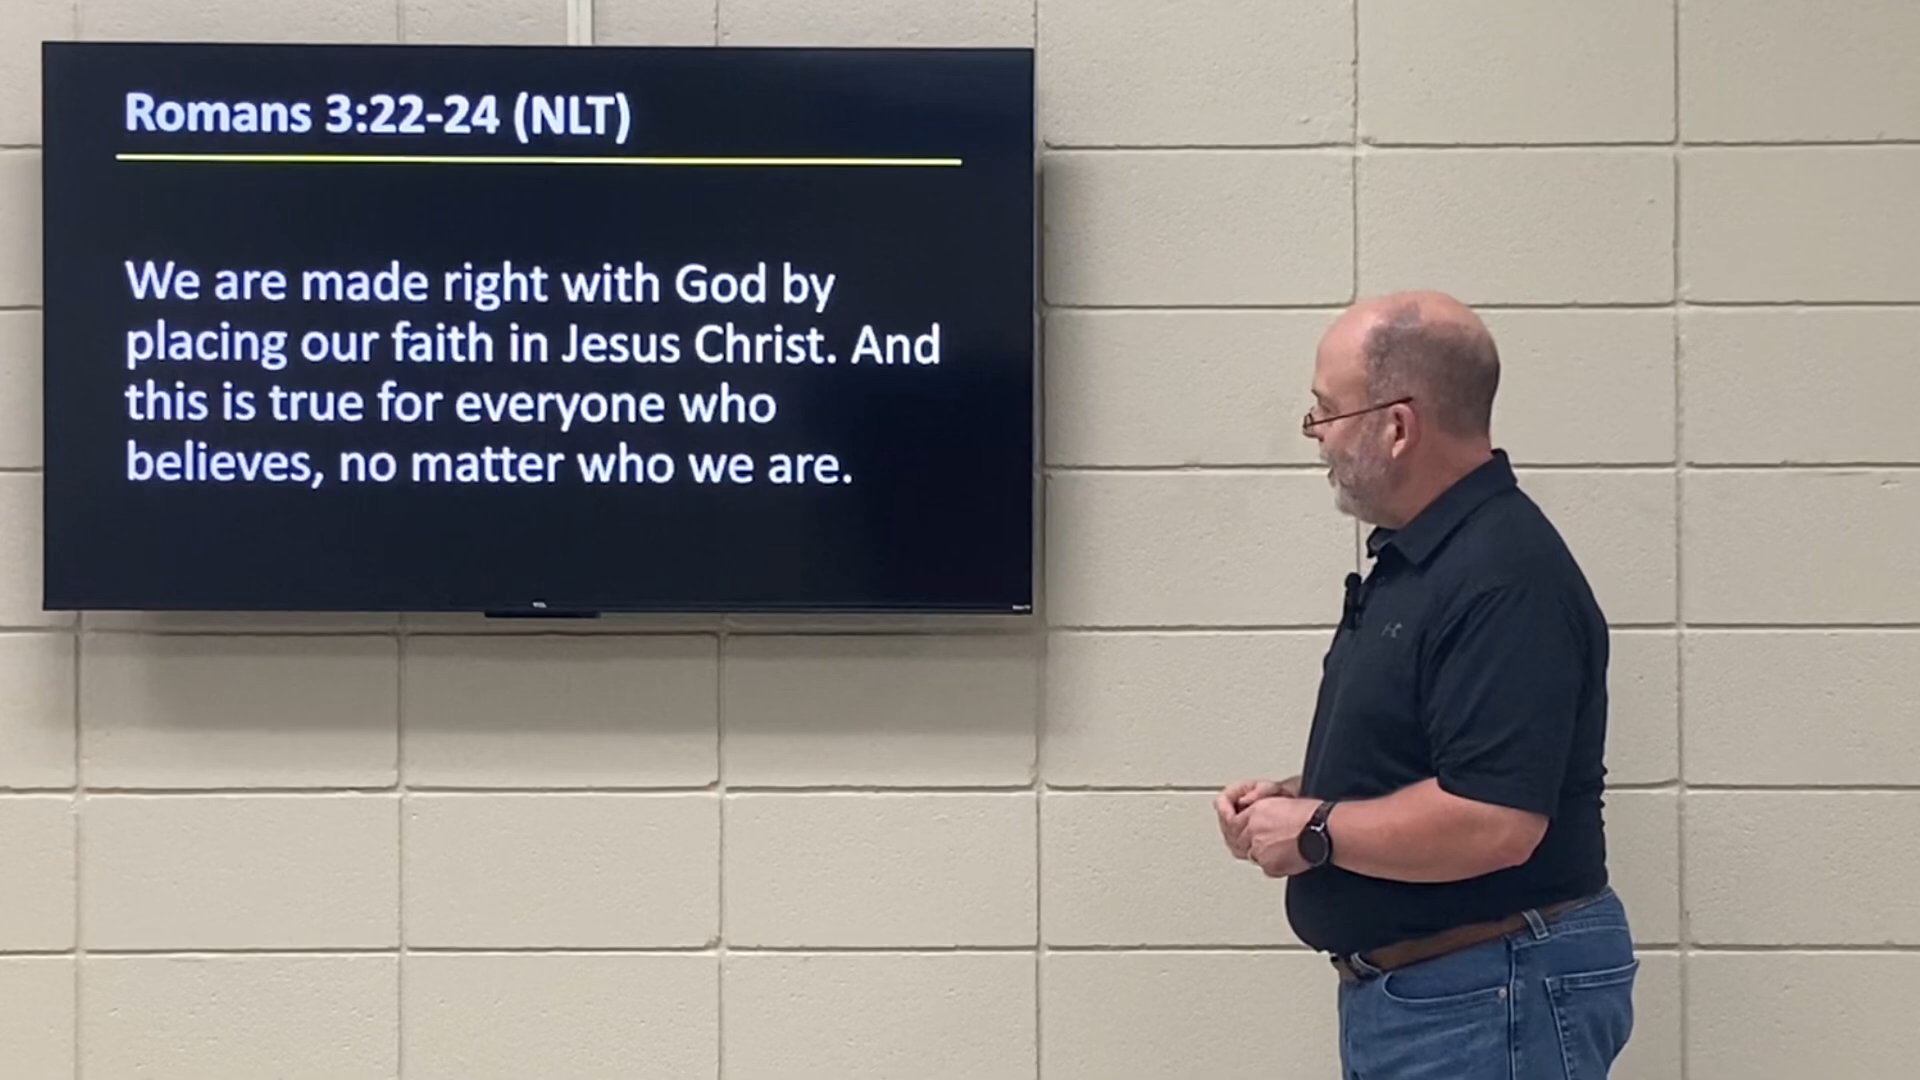 Romans 3:22-24 (NLT)
We are made right with God by
placing our faith in Jesus Christ. And
this is true for everyone who
believes, no matter who we are.
TCL